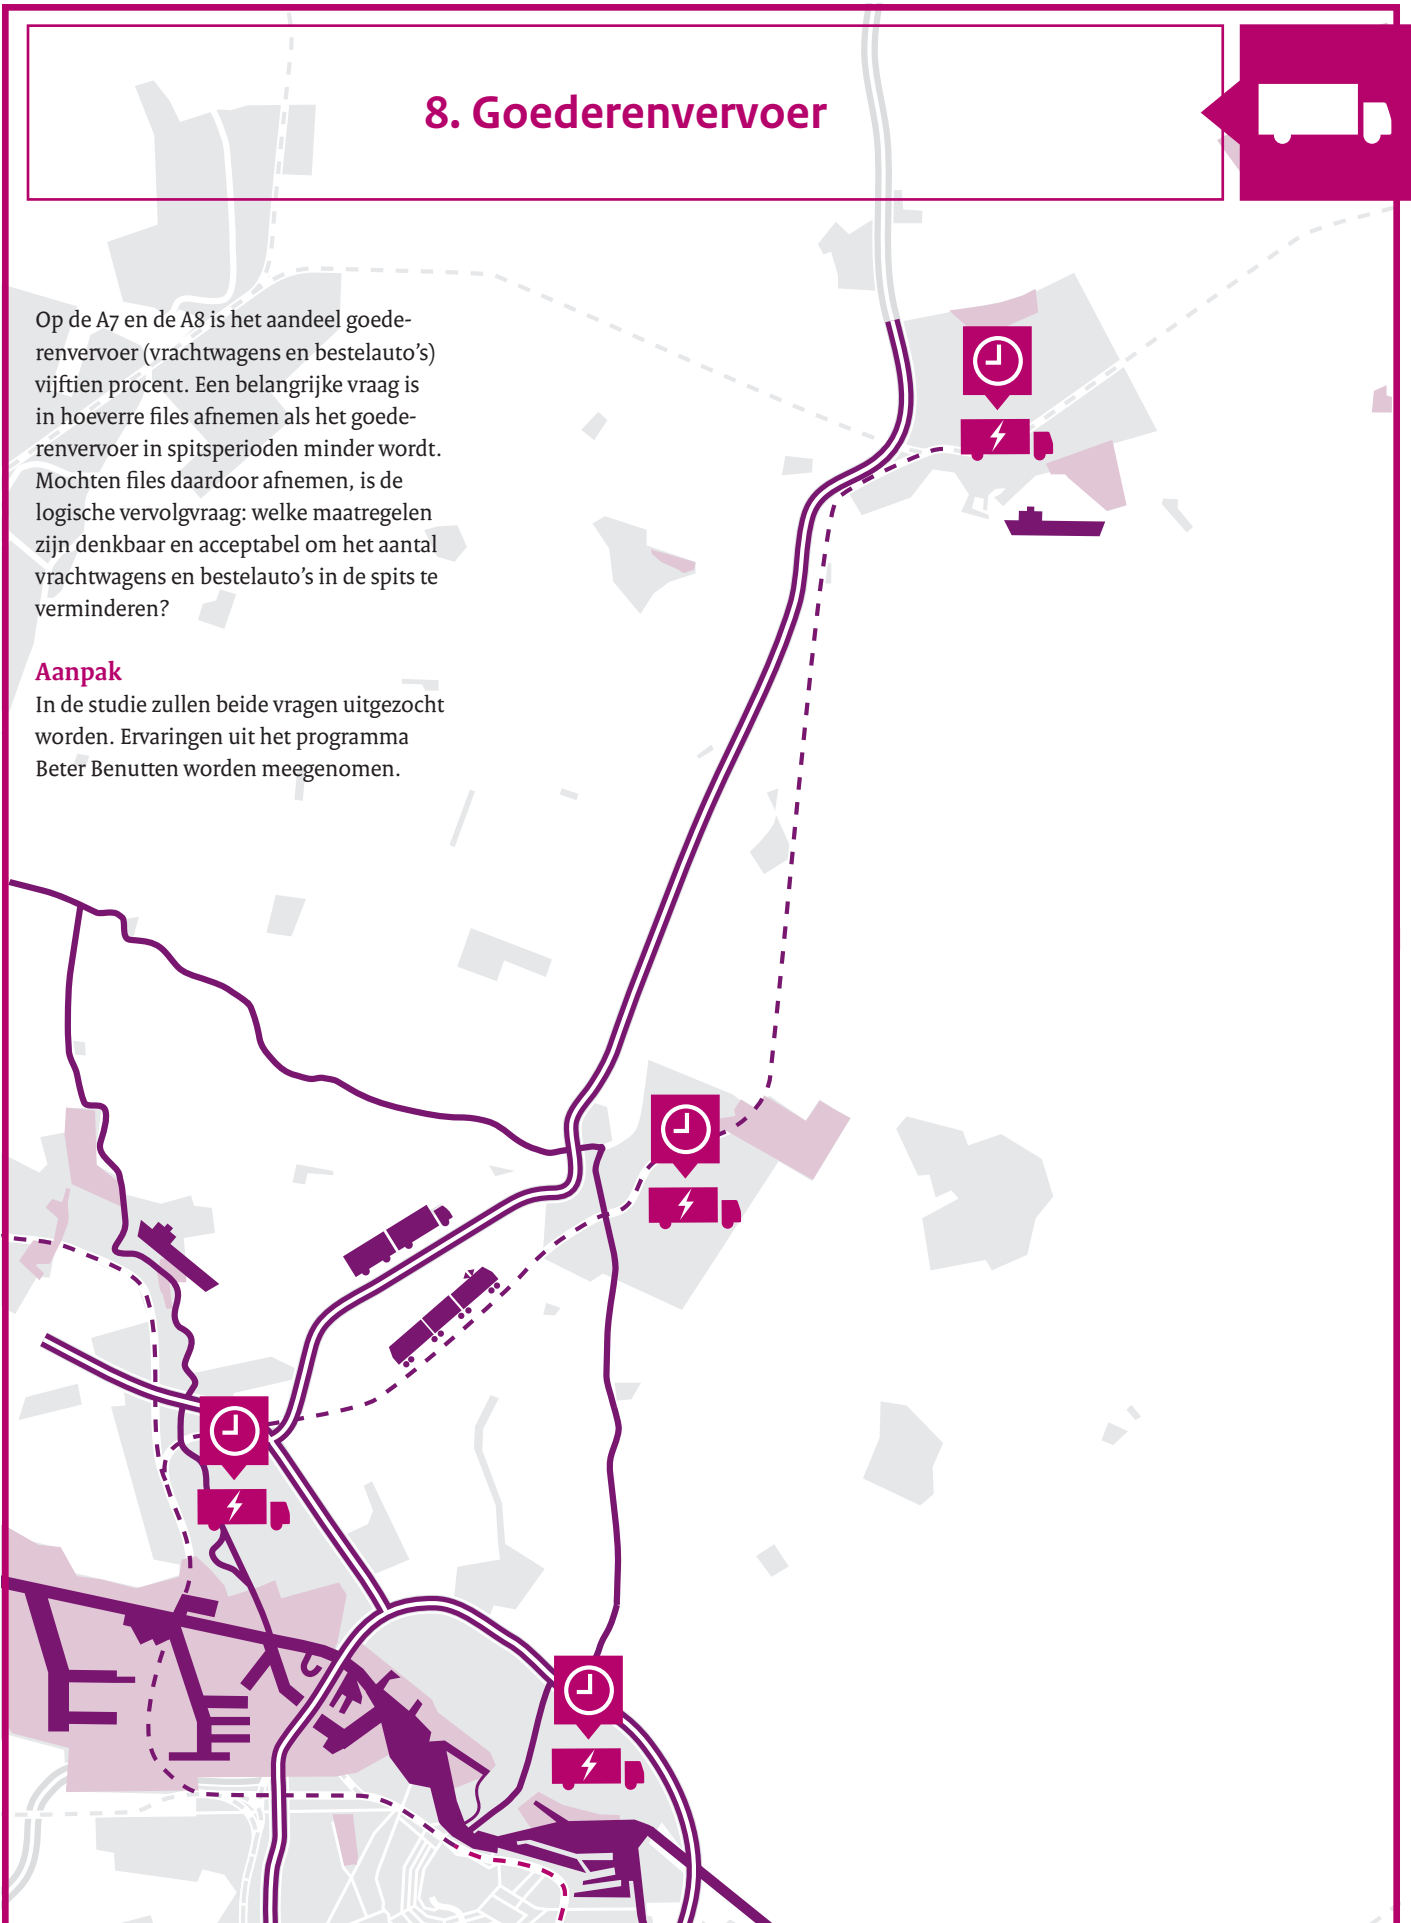 8. Goederenvervoer
Op de A7 en de A8 is het aandeel goede-
renvervoer (vrachtwagens en bestelauto’s)
vijftien procent. Een belangrijke vraag is
in hoeverre files afnemen als het goede-
renvervoer in spitsperioden minder wordt.
Mochten files daardoor afnemen, is de
logische vervolgvraag: welke maatregelen
zijn denkbaar en acceptabel om het aantal
vrachtwagens en bestelauto’s in de spits te
verminderen?
Aanpak
In de studie zullen beide vragen uitgezocht
worden. Ervaringen uit het programma
Beter Benutten worden meegenomen.